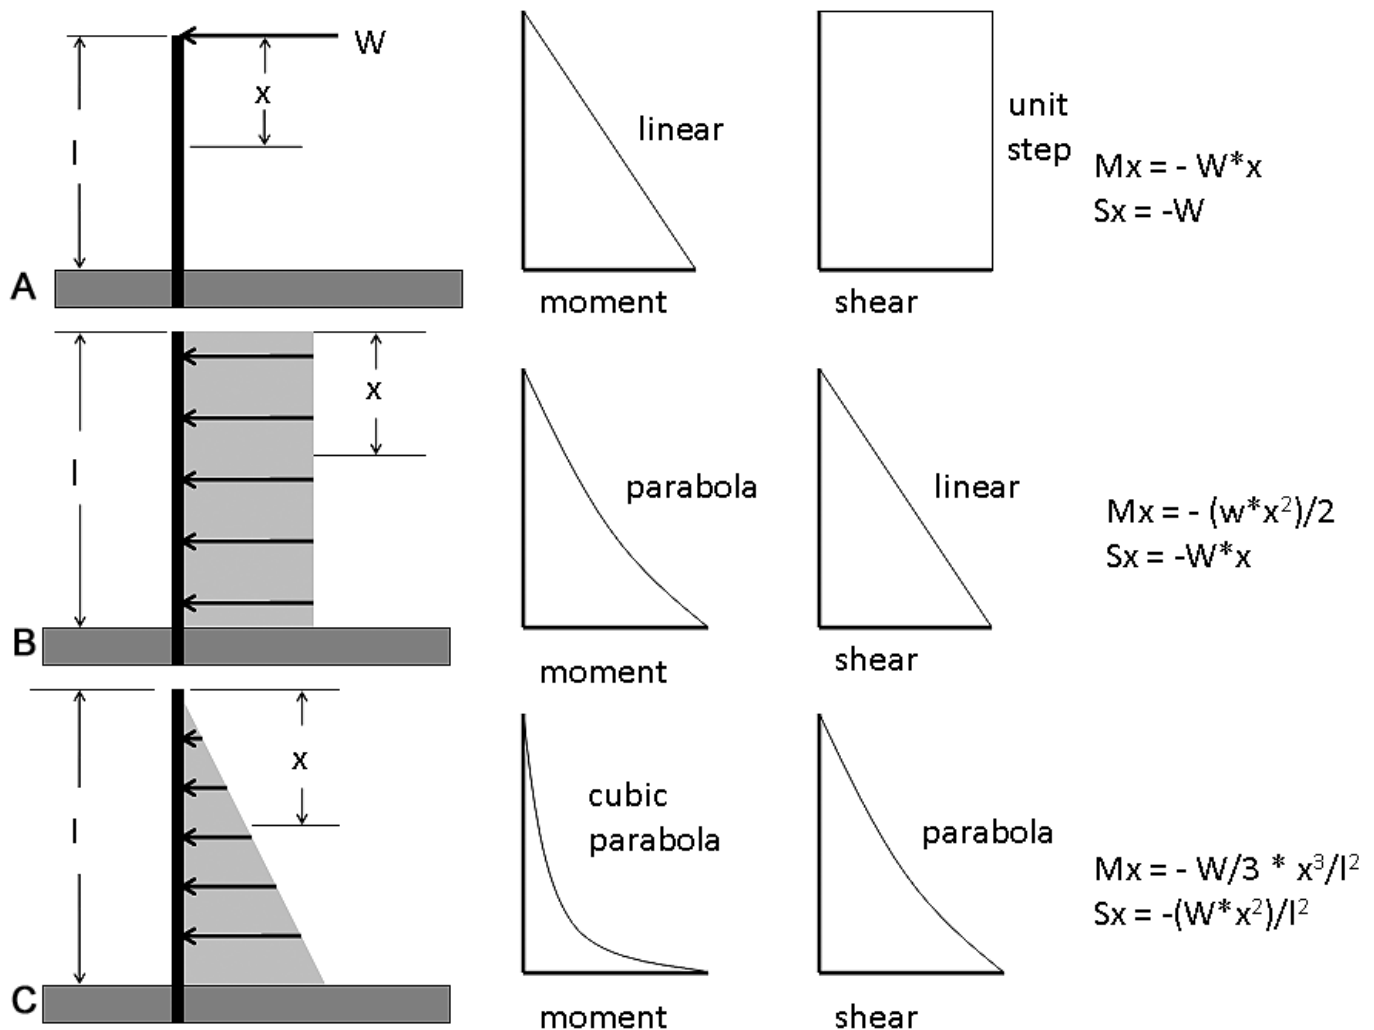 W
x
l
linear
unit
step
Mx = - W*x
Sx = -W
A
moment
shear
x
l
parabola
linear
Mx = - (w*x²)/2
Sx = -W*x
B
moment
shear
x
l
cubic
parabola
parabola
Mx = - W/3 * x³/l²
Sx = -(W*x²)/l²
C
moment
shear